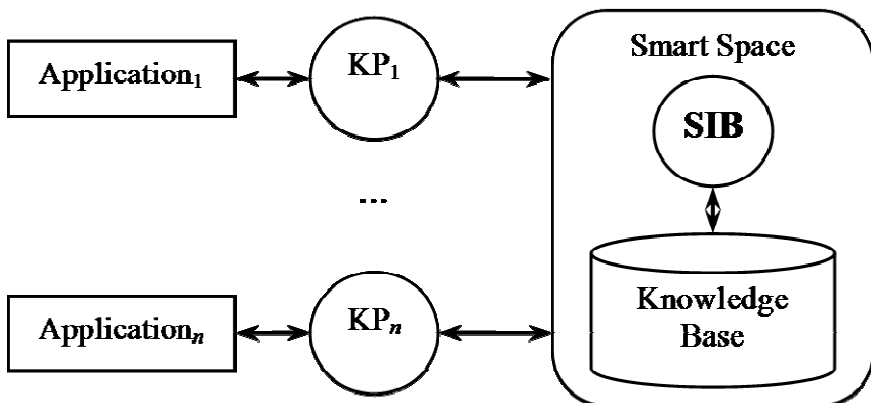 Smart Space
Application₁
KP₁
SIB
...
Knowledge
Base
Applicationₙ
KPₙ